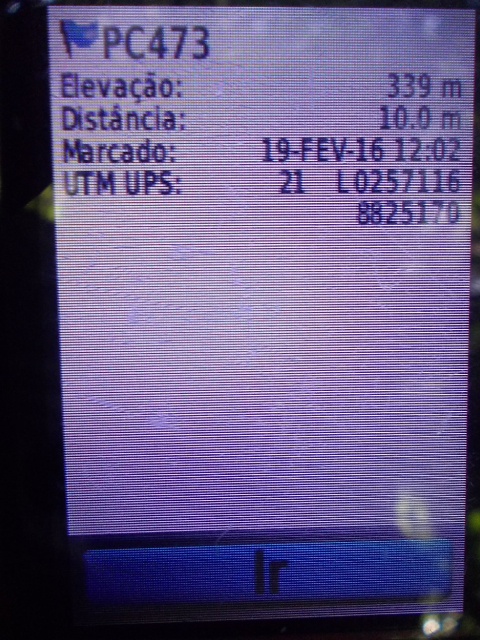 PC473
Elevação: 339 m
Distância: 10.0 m
Marcado: 19-FEV-16 12:02
UTM UPS: 21 L0257116
8825170
Ir